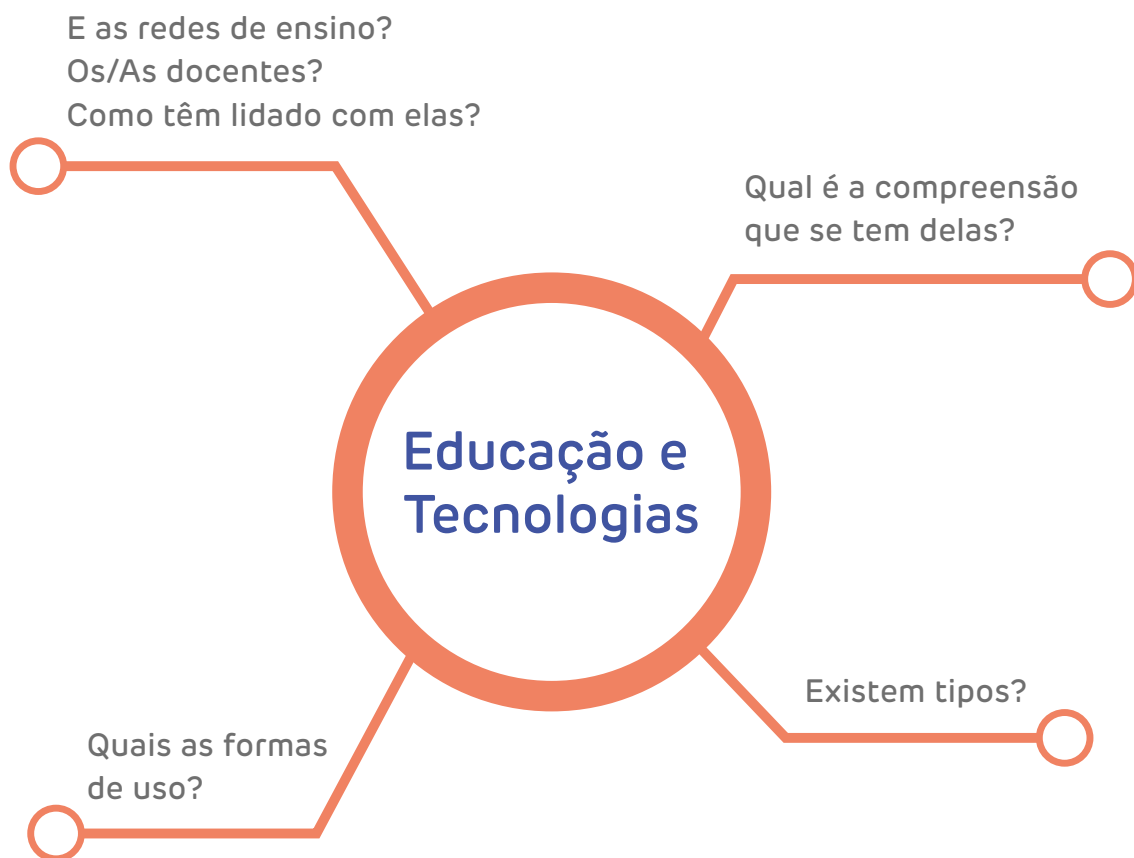 E as redes de ensino?
Os/As docentes?
Como têm lidado com elas?
Qual é a compreensão
que se tem delas?
Educação e
Tecnologias
Existem tipos?
Quais as formas
de uso?